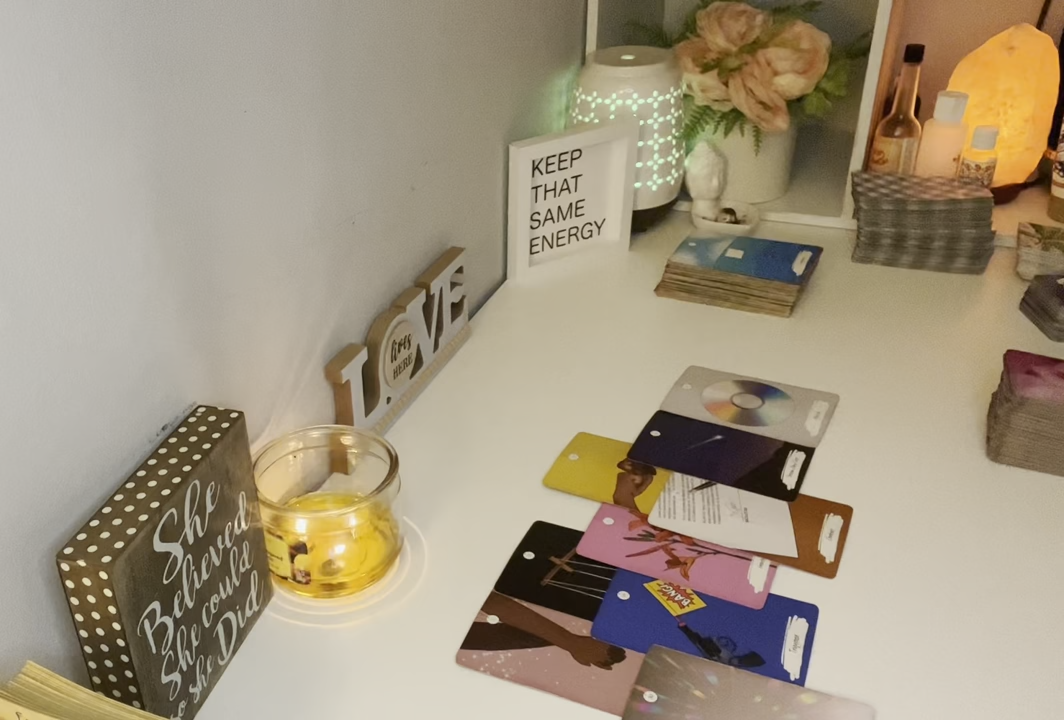 KEEP
THAT
SAME
ENERGY
LOVE
lives
HERE
She
Believed
She could
so she Did
BANG!